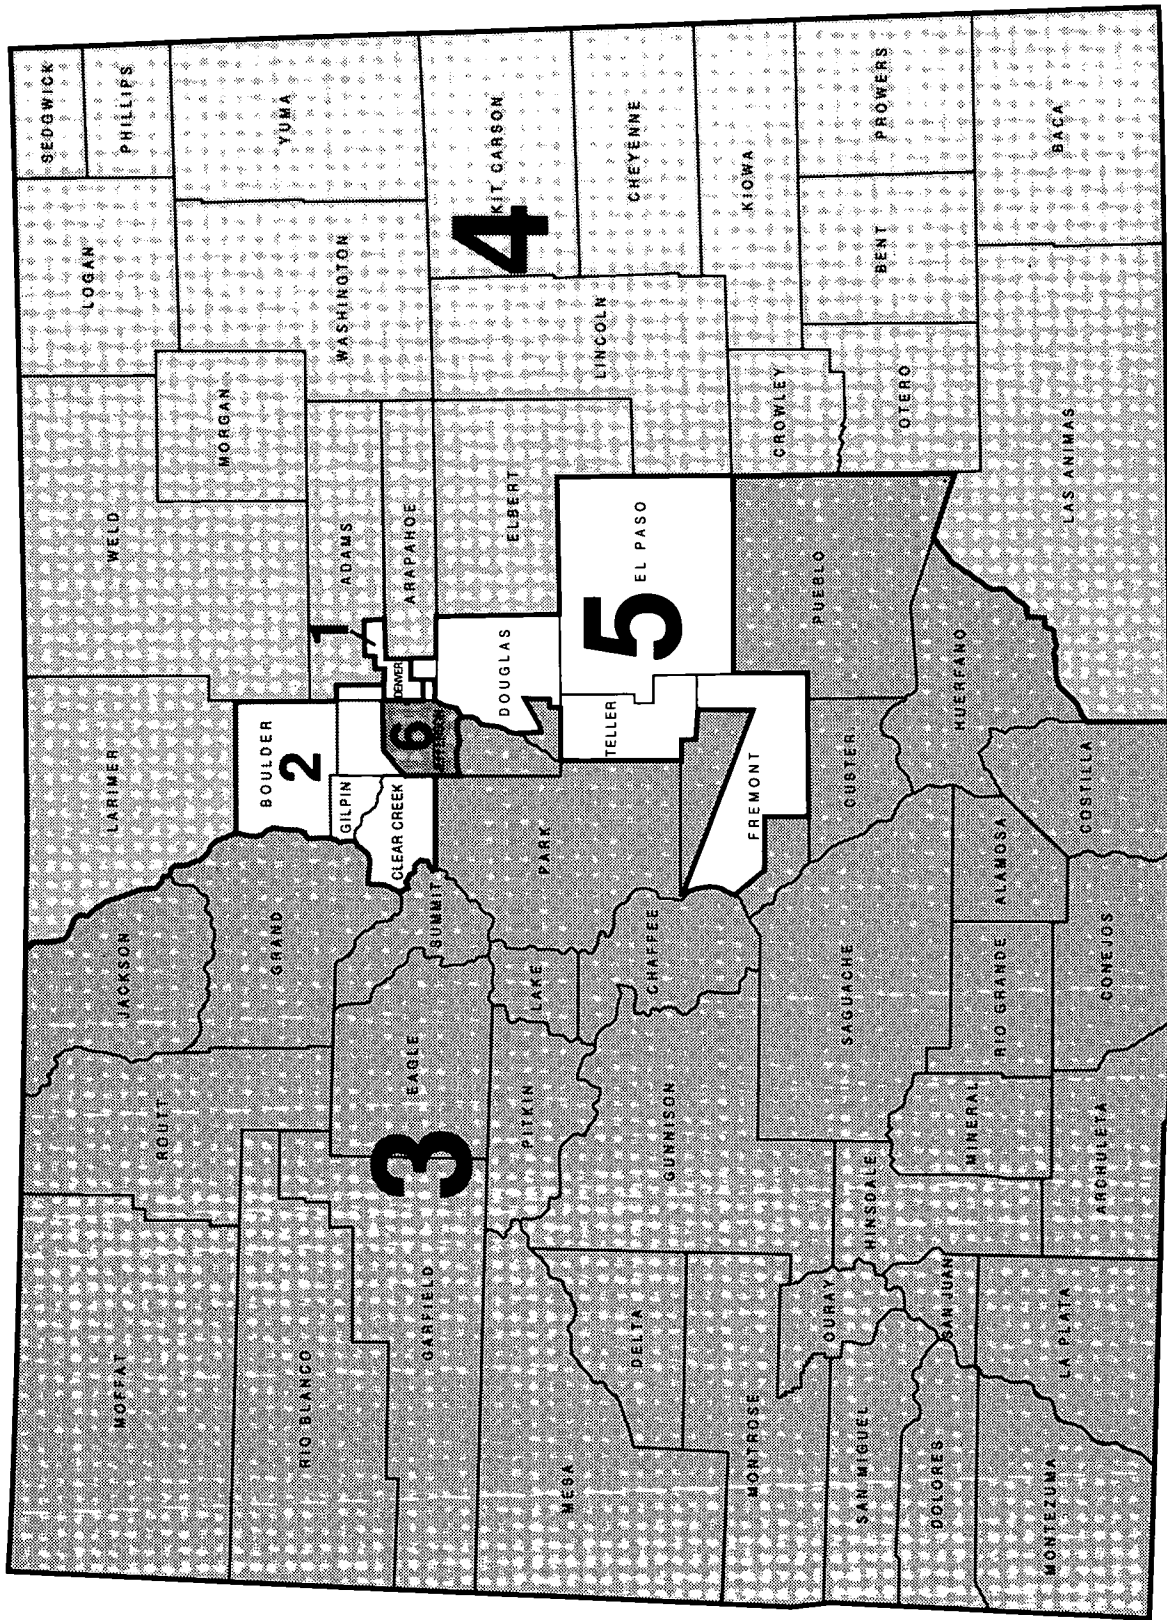 MOFFAT
ROUTT
JACKSON
LARIMER
WELD
LOGAN
SEDGWICK
PHILLIPS
MORGAN
YUMA
WASHINGTON
RIO BLANCO
GRAND
BOULDER
2
GILPIN
CLEAR CREEK
ADAMS
ARAPAHOE
1
DENVER
6
JEFFERSON
GARFIELD
3
EAGLE
SUMMIT
MESA
PITKIN
LAKE
PARK
DOUGLAS
ELBERT
4
KIT CARSON
LINCOLN
CHEYENNE
DELTA
GUNNISON
CHAFFEE
TELLER
5
EL PASO
FREMONT
MONTROSE
OURAY
HINSDALE
SAGUACHE
CUSTER
PUEBLO
CROWLEY
KIOWA
SAN MIGUEL
DOLORES
SAN JUAN
MINERAL
RIO GRANDE
ALAMOSA
HUERFANO
OTERO
BENT
PROWERS
MONTEZUMA
LA PLATA
ARCHULETA
CONEJOS
COSTILLA
LAS ANIMAS
BACA